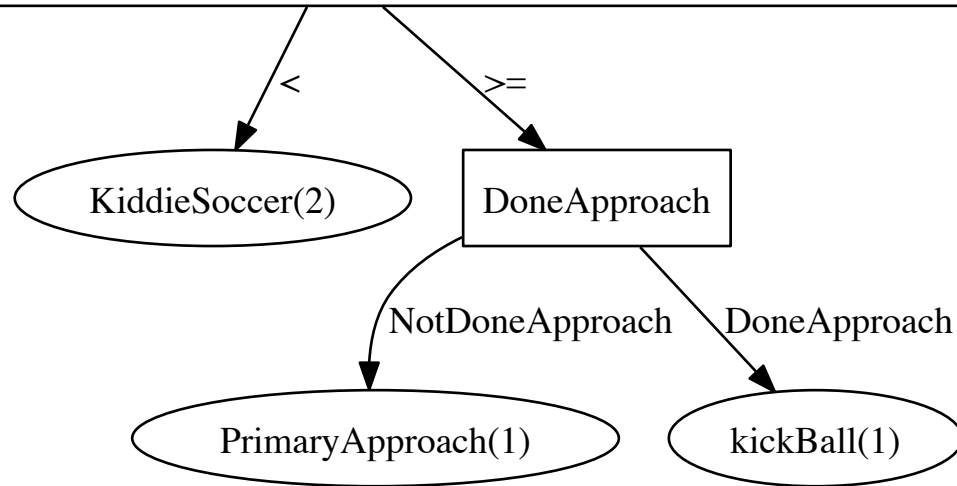 <
>=
KiddieSoccer(2)
DoneApproach
NotDoneApproach
DoneApproach
PrimaryApproach(1)
kickBall(1)